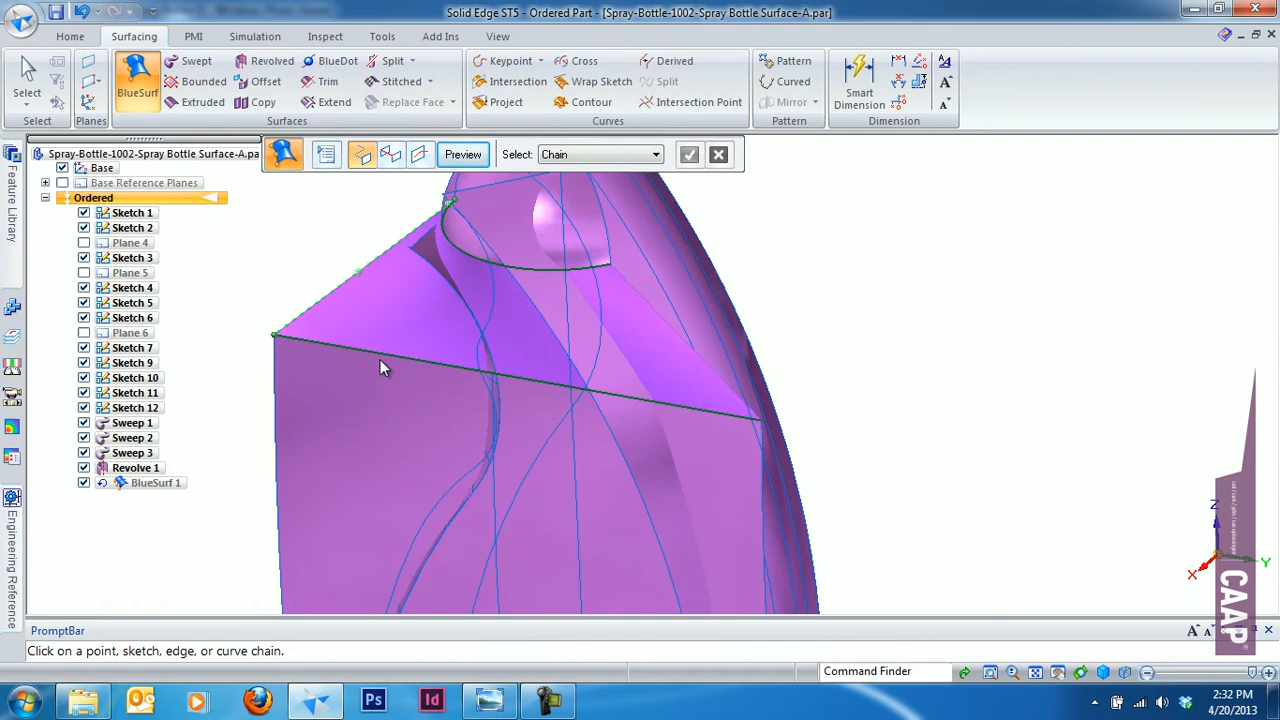 Solid Edge ST5 - Ordered Part - [Spray-Bottle-1002-Spray Bottle Surface-A.par]
Home Surfacing PMI Simulation Inspect Tools Add Ins View
Select BlueSurf Swept Revolved BlueDot Split Keypoint Cross Derived Pattern Smart Dimension
Bounded Offset Trim Stitched Intersection Wrap Sketch Split Curved
Extruded Copy Extend Replace Face Project Contour Intersection Point Mirror
Select Planes Surfaces Curves Pattern Dimension
Spray-Bottle-1002-Spray Bottle Surface-A.pa
Preview Select: Chain
Base
Base Reference Planes
Ordered
Sketch 1
Sketch 2
Plane 4
Sketch 3
Plane 5
Sketch 4
Sketch 5
Sketch 6
Plane 6
Sketch 7
Sketch 9
Sketch 10
Sketch 11
Sketch 12
Sweep 1
Sweep 2
Sweep 3
Revolve 1
BlueSurf 1
Feature Library
Engineering Reference
Z
X
Y
CAAP®
PromptBar
Click on a point, sketch, edge, or curve chain.
Command Finder
Ps Id
2:32 PM
4/20/2013